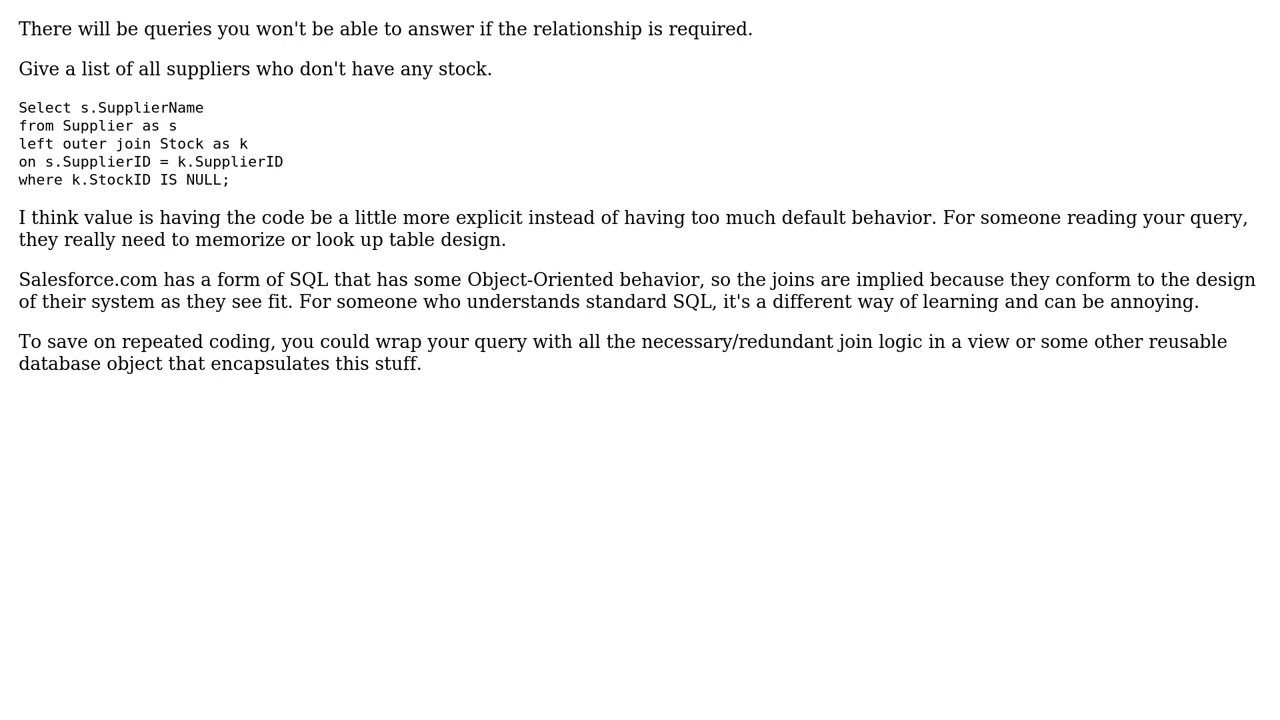 There will be queries you won't be able to answer if the relationship is required.
Give a list of all suppliers who don't have any stock.
Select s.SupplierName
from Supplier as s
left outer join Stock as k
on s.SupplierID = k.SupplierID
where k.StockID IS NULL;
I think value is having the code be a little more explicit instead of having too much default behavior. For someone reading your query,
they really need to memorize or look up table design.
Salesforce.com has a form of SQL that has some Object-Oriented behavior, so the joins are implied because they conform to the design
of their system as they see fit. For someone who understands standard SQL, it's a different way of learning and can be annoying.
To save on repeated coding, you could wrap your query with all the necessary/redundant join logic in a view or some other reusable
database object that encapsulates this stuff.